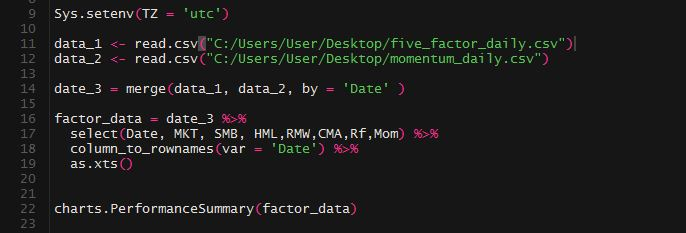 9 Sys.setenv(TZ = 'utc')
10
11 data_1 <- read.csv("C:/Users/User/Desktop/five_factor_daily.csv")
12 data_2 <- read.csv("C:/Users/User/Desktop/momentum_daily.csv")
13
14 date_3 = merge(data_1, data_2, by = 'Date' )
15
16 factor_data = date_3 %>%
17 select(Date, MKT, SMB, HML,RMW,CMA,Rf,Mom) %>%
18 column_to_rownames(var = 'Date') %>%
19 as.xts()
20
21
22 charts.PerformanceSummary(factor_data)
23